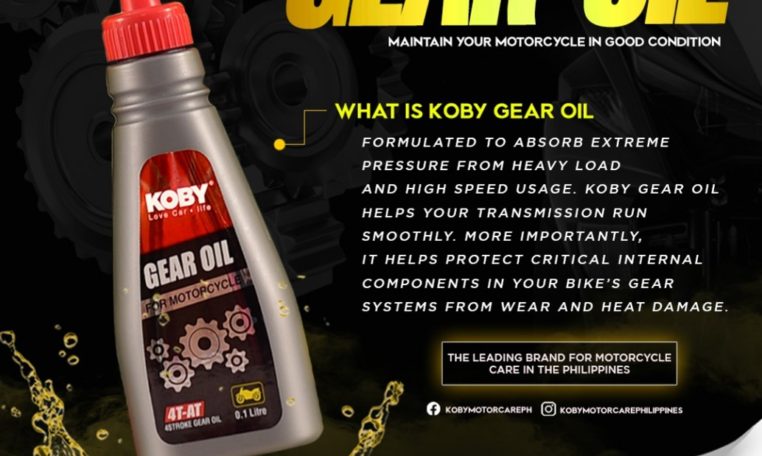 GEAR OIL
MAINTAIN YOUR MOTORCYCLE IN GOOD CONDITION
WHAT IS KOBY GEAR OIL
FORMULATED TO ABSORB EXTREME
PRESSURE FROM HEAVY LOAD
AND HIGH SPEED USAGE. KOBY GEAR OIL
HELPS YOUR TRANSMISSION RUN
SMOOTHLY. MORE IMPORTANTLY,
IT HELPS PROTECT CRITICAL INTERNAL
COMPONENTS IN YOUR BIKE'S GEAR
SYSTEMS FROM WEAR AND HEAT DAMAGE.
THE LEADING BRAND FOR MOTORCYCLE
CARE IN THE PHILIPPINES
KOBYMOTORCAREPH KOBYMOTORCAREPHILIPPINES
KOBY®
Love Car • life
GEAR OIL
FOR MOTORCYCLE
4T-AT
4STROKE GEAR OIL
0.1 Litre